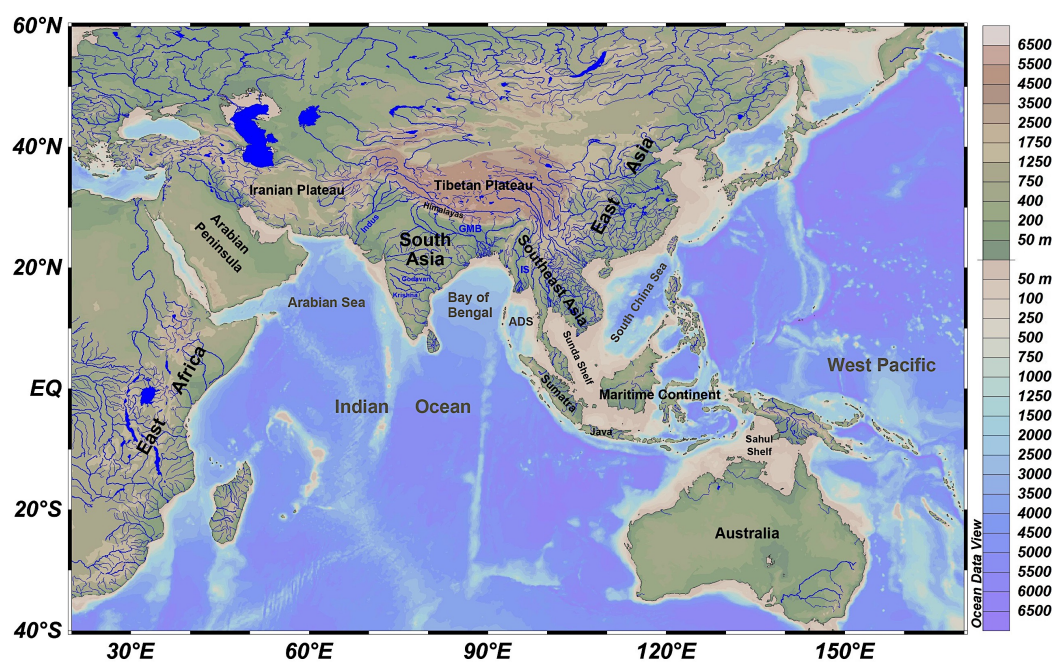 60°N
40°N
20°N
EQ
20°S
40°S
30°E
60°E
90°E
120°E
150°E
Iranian Plateau
Tibetan Plateau
Himalayas
East Asia
Arabian
Peninsula
Indus
GMB
South
Asia
Godavari
Krishna
IS
Southeast Asia
Arabian Sea
Bay of
Bengal
ADS
South China Sea
Sunda Shelf
East Africa
West Pacific
Indian Ocean
Sumatra
Maritime Continent
Java
Sahul
Shelf
Australia
6500
5500
4500
3500
2500
1750
1250
750
400
200
50 m
50 m
100
250
500
750
1000
1250
1500
2000
2500
3000
3500
4000
5000
5500
6000
6500
Ocean Data View